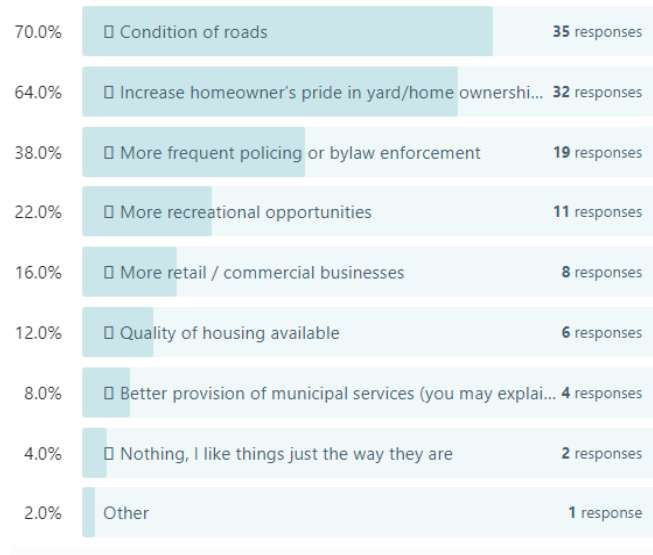 70.0% Condition of roads 35 responses
64.0% Increase homeowner's pride in yard/home ownershi... 32 responses
38.0% More frequent policing or bylaw enforcement 19 responses
22.0% More recreational opportunities 11 responses
16.0% More retail / commercial businesses 8 responses
12.0% Quality of housing available 6 responses
8.0% Better provision of municipal services (you may explai... 4 responses
4.0% Nothing, I like things just the way they are 2 responses
2.0% Other 1 response